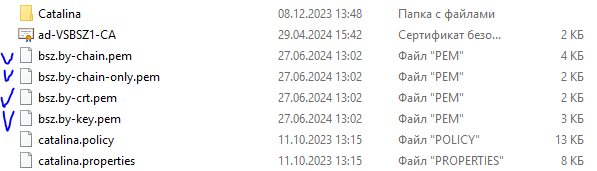 Catalina 08.12.2023 13:48 Папка с файлами
ad-VSBSZ1-CA 29.04.2024 15:42 Сертификат безо... 2 КБ
bsz.by-chain.pem 27.06.2024 13:02 Файл "PEM" 4 КБ
bsz.by-chain-only.pem 27.06.2024 13:02 Файл "PEM" 2 КБ
bsz.by-crt.pem 27.06.2024 13:02 Файл "PEM" 2 КБ
bsz.by-key.pem 27.06.2024 13:02 Файл "PEM" 3 КБ
catalina.policy 11.10.2023 13:15 Файл "POLICY" 13 КБ
catalina.properties 11.10.2023 13:15 Файл "PROPERTIES" 8 КБ